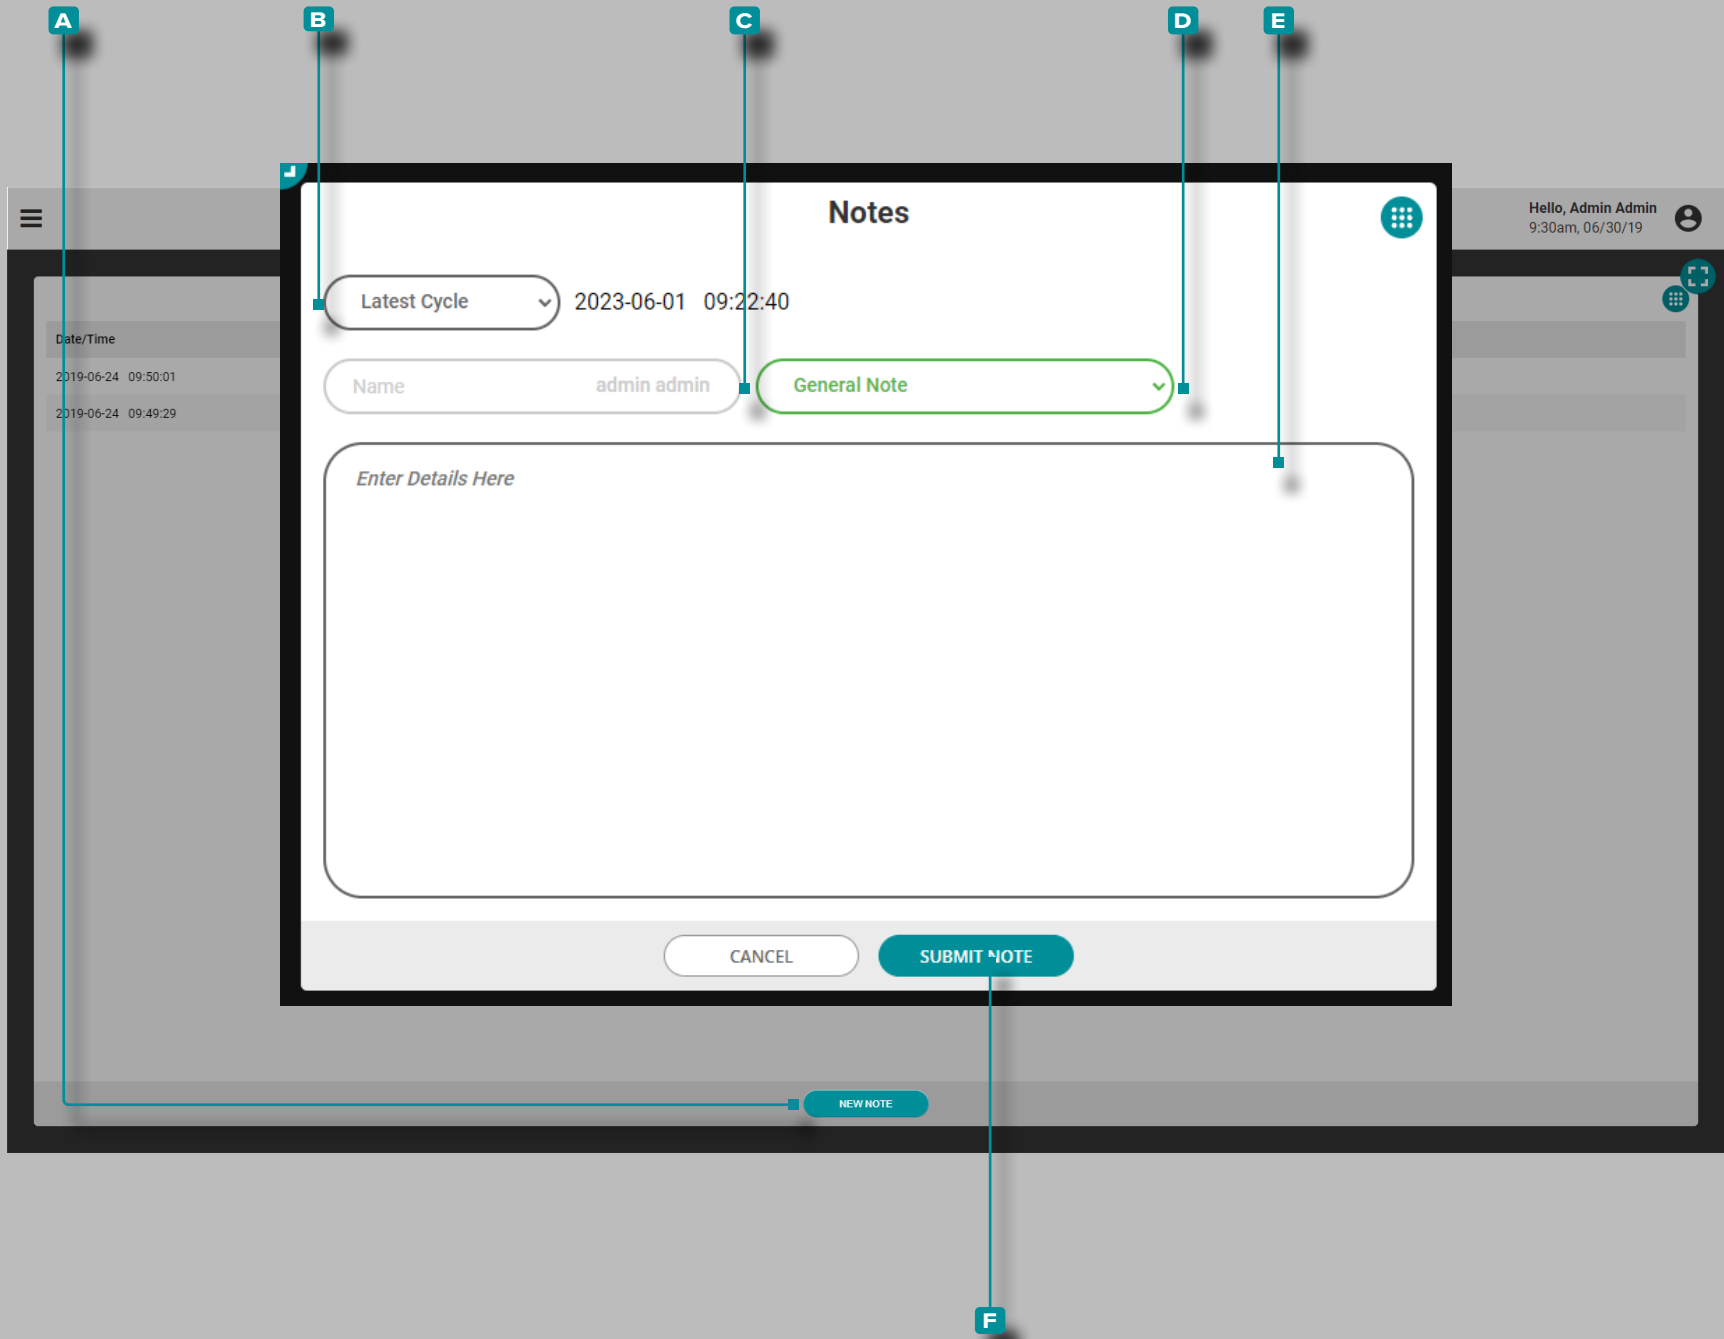 A
B
C
D
E
Notes
Hello, Admin Admin
9:30am, 06/30/19
Latest Cycle 2023-06-01 09:22:40
Date/Time
2019-06-24 09:50:01
Name admin admin General Note
2019-06-24 09:49:29
Enter Details Here
CANCEL SUBMIT NOTE
NEW NOTE
F